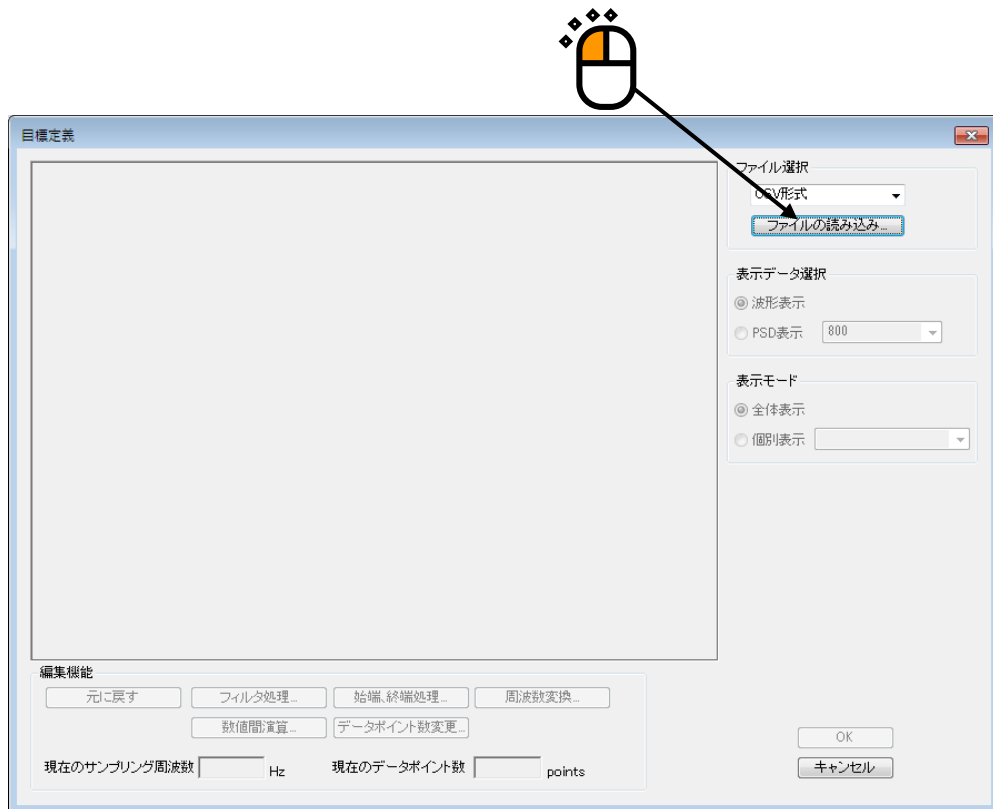 目標定義
ファイル選択
CSV形式
ファイルの読み込み...
表示データ選択
波形表示
PSD表示 800
表示モード
全体表示
個別表示
編集機能
元に戻す フィルタ処理... 始端、終端処理... 周波数変換...
数値間演算... データポイント数変更...
現在のサンプリング周波数 Hz 現在のデータポイント数 points
OK
キャンセル